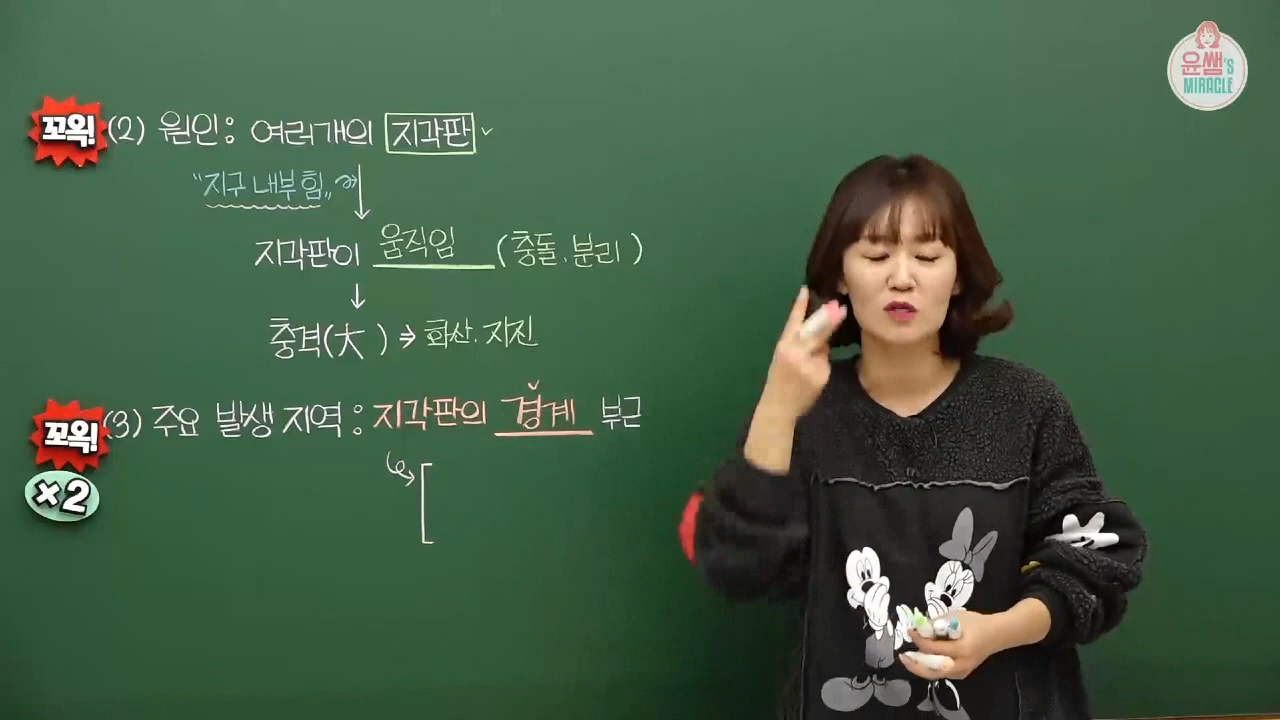 윤쌤's
MIRACLE
꼬옥! (2) 원인: 여러개의 지각판
"지구 내부 힘"
지각판이 움직임 (충돌.분리)
충격(大) ⇒ 화산.지진
꼬옥! (3) 주요 발생 지역: 지각판의 경계 부근
×2